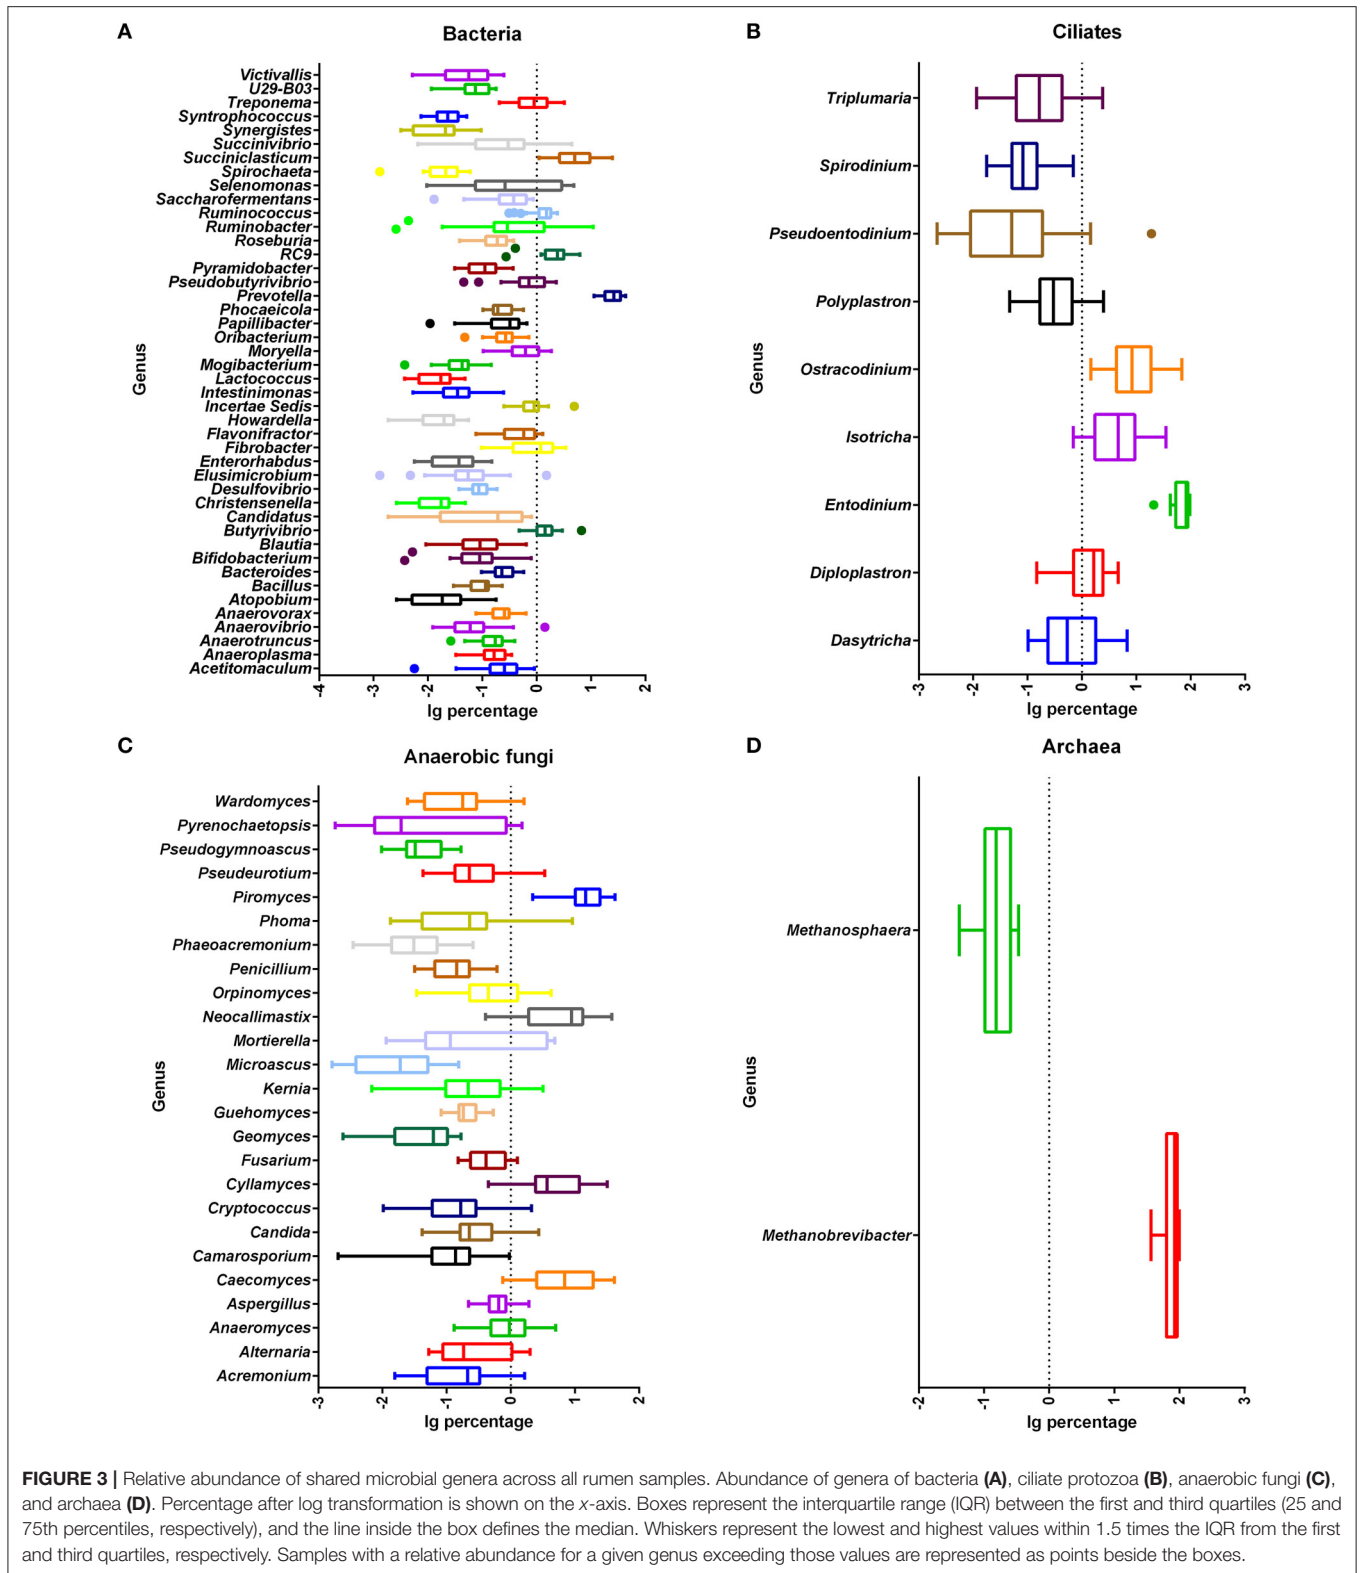 A
Bacteria
Genus
Victivallis
U29-B03
Treponema
Syntrophococcus
Synergistes
Succinivibrio
Succiniclasticum
Spirochaeta
Selenomonas
Saccharofermentans
Ruminococcus
Ruminobacter
Roseburia
RC9
Pyramidobacter
Pseudobutyrivibrio
Prevotella
Phocaeicola
Papillibacter
Oribacterium
Moryella
Mogibacterium
Lactococcus
Intestinimonas
Incertae Sedis
Howardella
Flavonifractor
Fibrobacter
Enterorhabdus
Elusimicrobium
Desulfovibrio
Christensenella
Candidatus
Butyrivibrio
Blautia
Bifidobacterium
Bacteroides
Bacillus
Atopobium
Anaerovorax
Anaerovibrio
Anaerotruncus
Anaeroplasma
Acetitomaculum
-4 -3 -2 -1 0 1 2
lg percentage
B
Ciliates
Genus
Triplumaria
Spirodinium
Pseudoentodinium
Polyplastron
Ostracodinium
Isotricha
Entodinium
Diploplastron
Dasytricha
-3 -2 -1 0 1 2 3
lg percentage
C
Anaerobic fungi
Genus
Wardomyces
Pyrenochaetopsis
Pseudogymnoascus
Pseudeurotium
Piromyces
Phoma
Phaeoacremonium
Penicillium
Orpinomyces
Neocallimastix
Mortierella
Microascus
Kernia
Guehomyces
Geomyces
Fusarium
Cyllamyces
Cryptococcus
Candida
Camarosporium
Caecomyces
Aspergillus
Anaeromyces
Alternaria
Acremonium
-3 -2 -1 0 1 2
lg percentage
D
Archaea
Genus
Methanosphaera
Methanobrevibacter
-2 -1 0 1 2 3
lg percentage
FIGURE 3 | Relative abundance of shared microbial genera across all rumen samples. Abundance of genera of bacteria (A), ciliate protozoa (B), anaerobic fungi (C),
and archaea (D). Percentage after log transformation is shown on the x-axis. Boxes represent the interquartile range (IQR) between the first and third quartiles (25 and
75th percentiles, respectively), and the line inside the box defines the median. Whiskers represent the lowest and highest values within 1.5 times the IQR from the first
and third quartiles, respectively. Samples with a relative abundance for a given genus exceeding those values are represented as points beside the boxes.